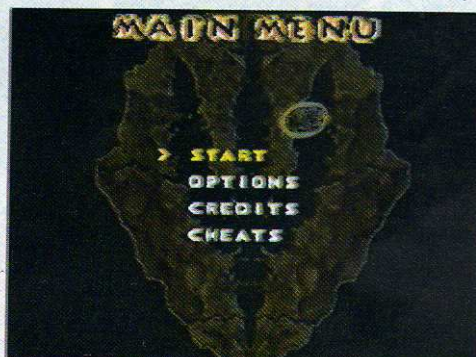 MAIN MENU
> START
OPTIONS
CREDITS
CHEATS